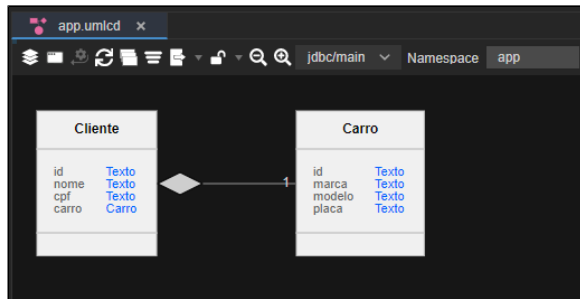 app.umlcd ×
jdbc/main Namespace app
Cliente
id Texto
nome Texto
cpf Texto
carro Carro
1
Carro
id Texto
marca Texto
modelo Texto
placa Texto